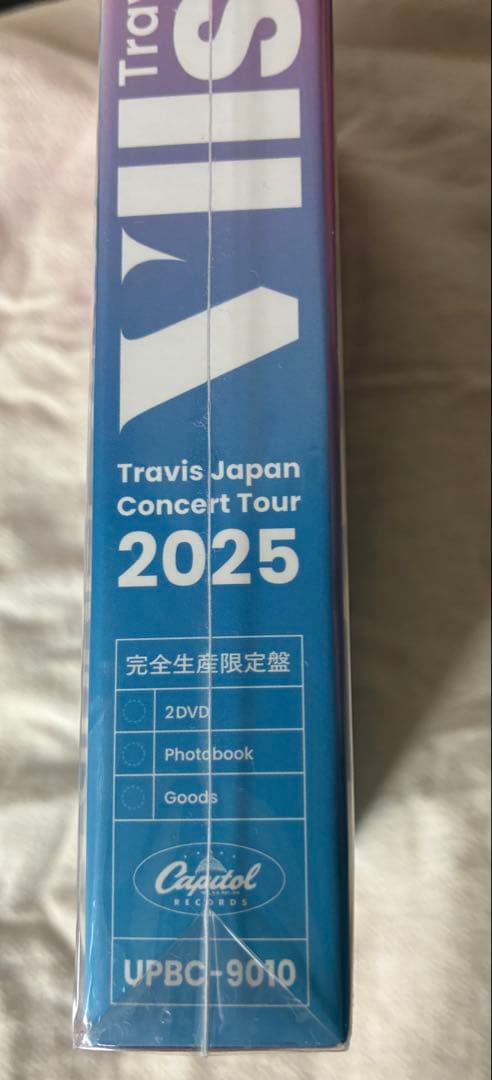 Travis Japan
Concert Tour
2025
完全生産限定盤
2DVD
Photobook
Goods
Capitol
RECORDS
UPBC-9010